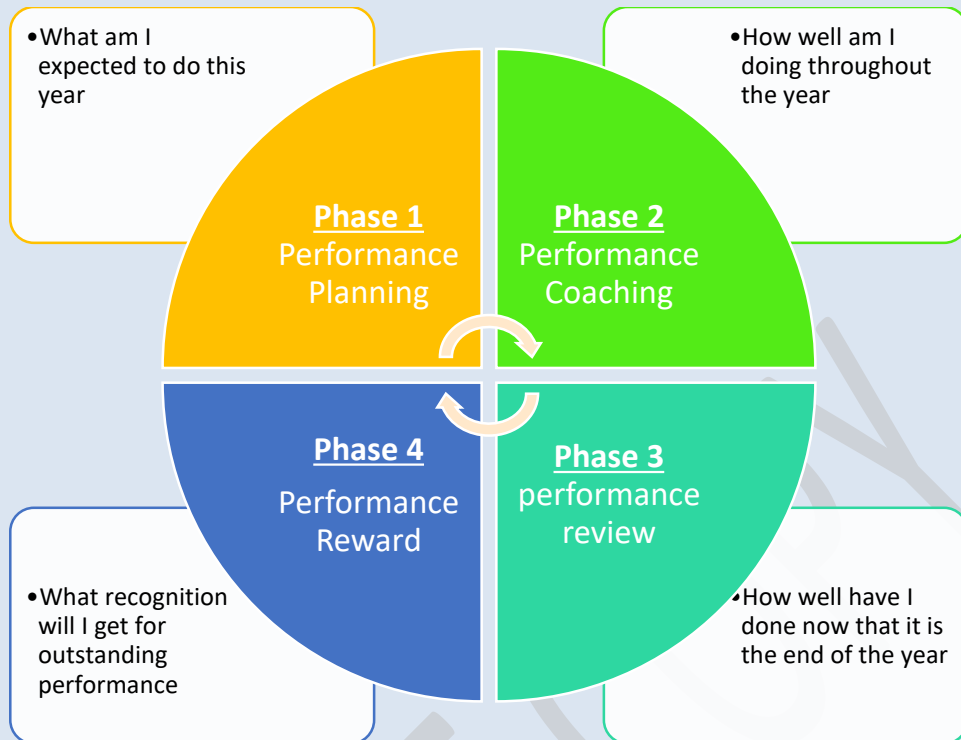 •What am I
expected to do this
year
•How well am I
doing throughout
the year
Phase 1
Performance
Planning
Phase 2
Performance
Coaching
Phase 4
Performance
Reward
Phase 3
performance
review
•What recognition
will I get for
outstanding
performance
•How well have I
done now that it is
the end of the year